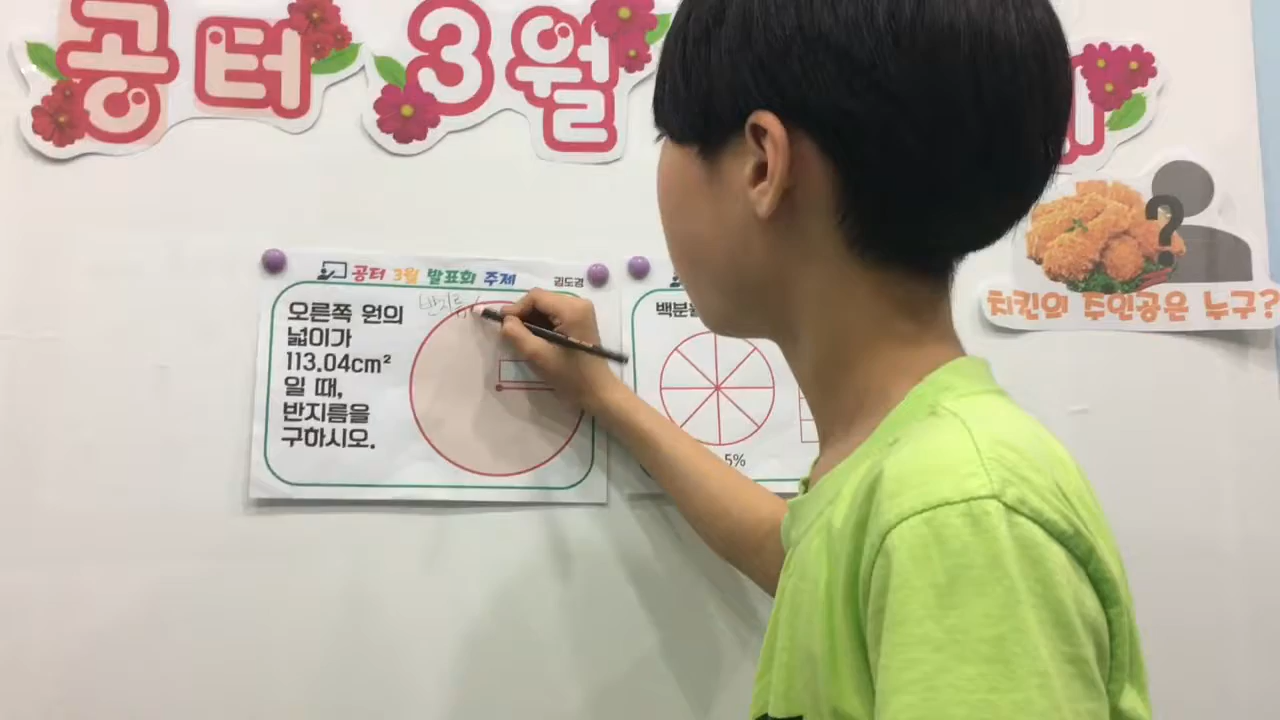 공터 3월
공터 3월 발표회 주제
김도경
오른쪽 원의
넓이가
113.04cm²
일 때,
반지름을
구하시오.
반지름
백분
5%
치킨의 주인공은 누구?
?